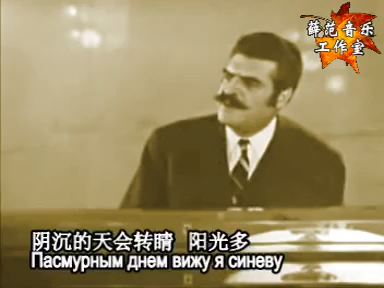 薛范音乐
工作室
阴沉的天会转晴 阳光多
Пасмурным днем вижу я синеву